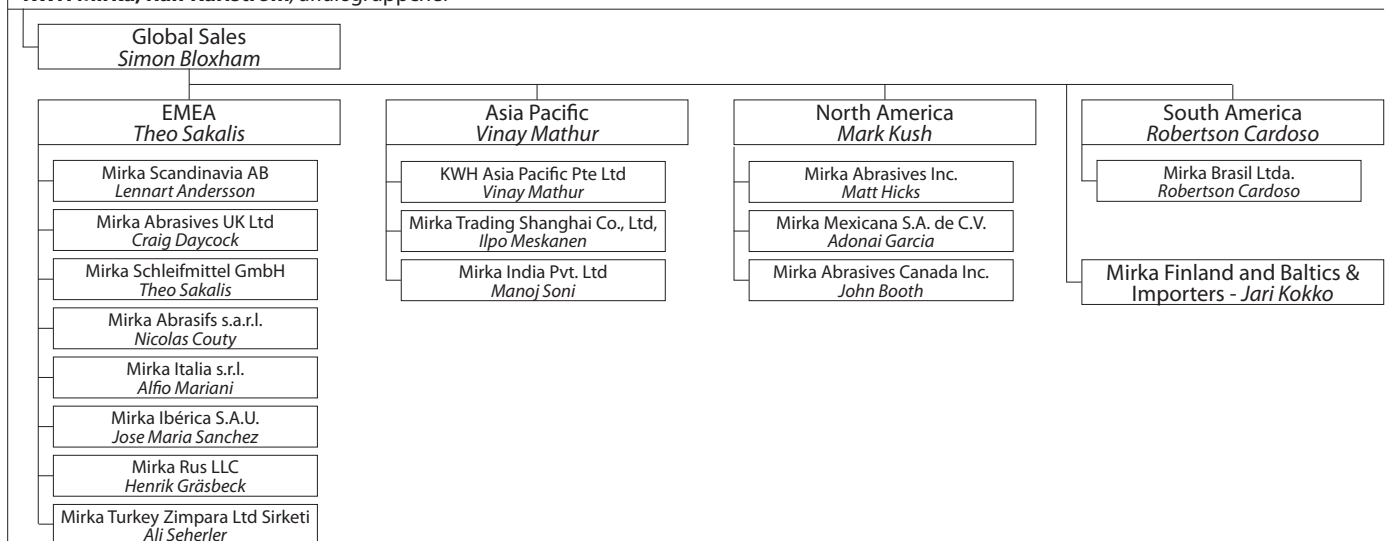 KWH Mirka, Ralf Karlström,
Global Sales
Simon Bloxham
EMEA
Theo Sakalis
Mirka Scandinavia AB
Lennart Andersson
Mirka Abrasives UK Ltd
Craig Daycock
Mirka Schleifmittel GmbH
Theo Sakalis
Mirka Abrasifs s.a.r.l.
Nicolas Couty
Mirka Italia s.r.l.
Alfio Mariani
Mirka Ibérica S.A.U.
Jose Maria Sanchez
Mirka Rus LLC
Henrik Gräsbeck
Mirka Turkey Zimpara Ltd Sirketi
Ali Seherler
Asia Pacific
Vinay Mathur
KWH Asia Pacific Pte Ltd
Vinay Mathur
Mirka Trading Shanghai Co., Ltd,
Ilpo Meskanen
Mirka India Pvt. Ltd
Manoj Soni
North America
Mark Kush
Mirka Abrasives Inc.
Matt Hicks
Mirka Mexicana S.A. de C.V.
Adonai Garcia
Mirka Abrasives Canada Inc.
John Booth
South America
Robertson Cardoso
Mirka Brasil Ltda.
Robertson Cardoso
Mirka Finland and Baltics &
Importers - Jari Kokko